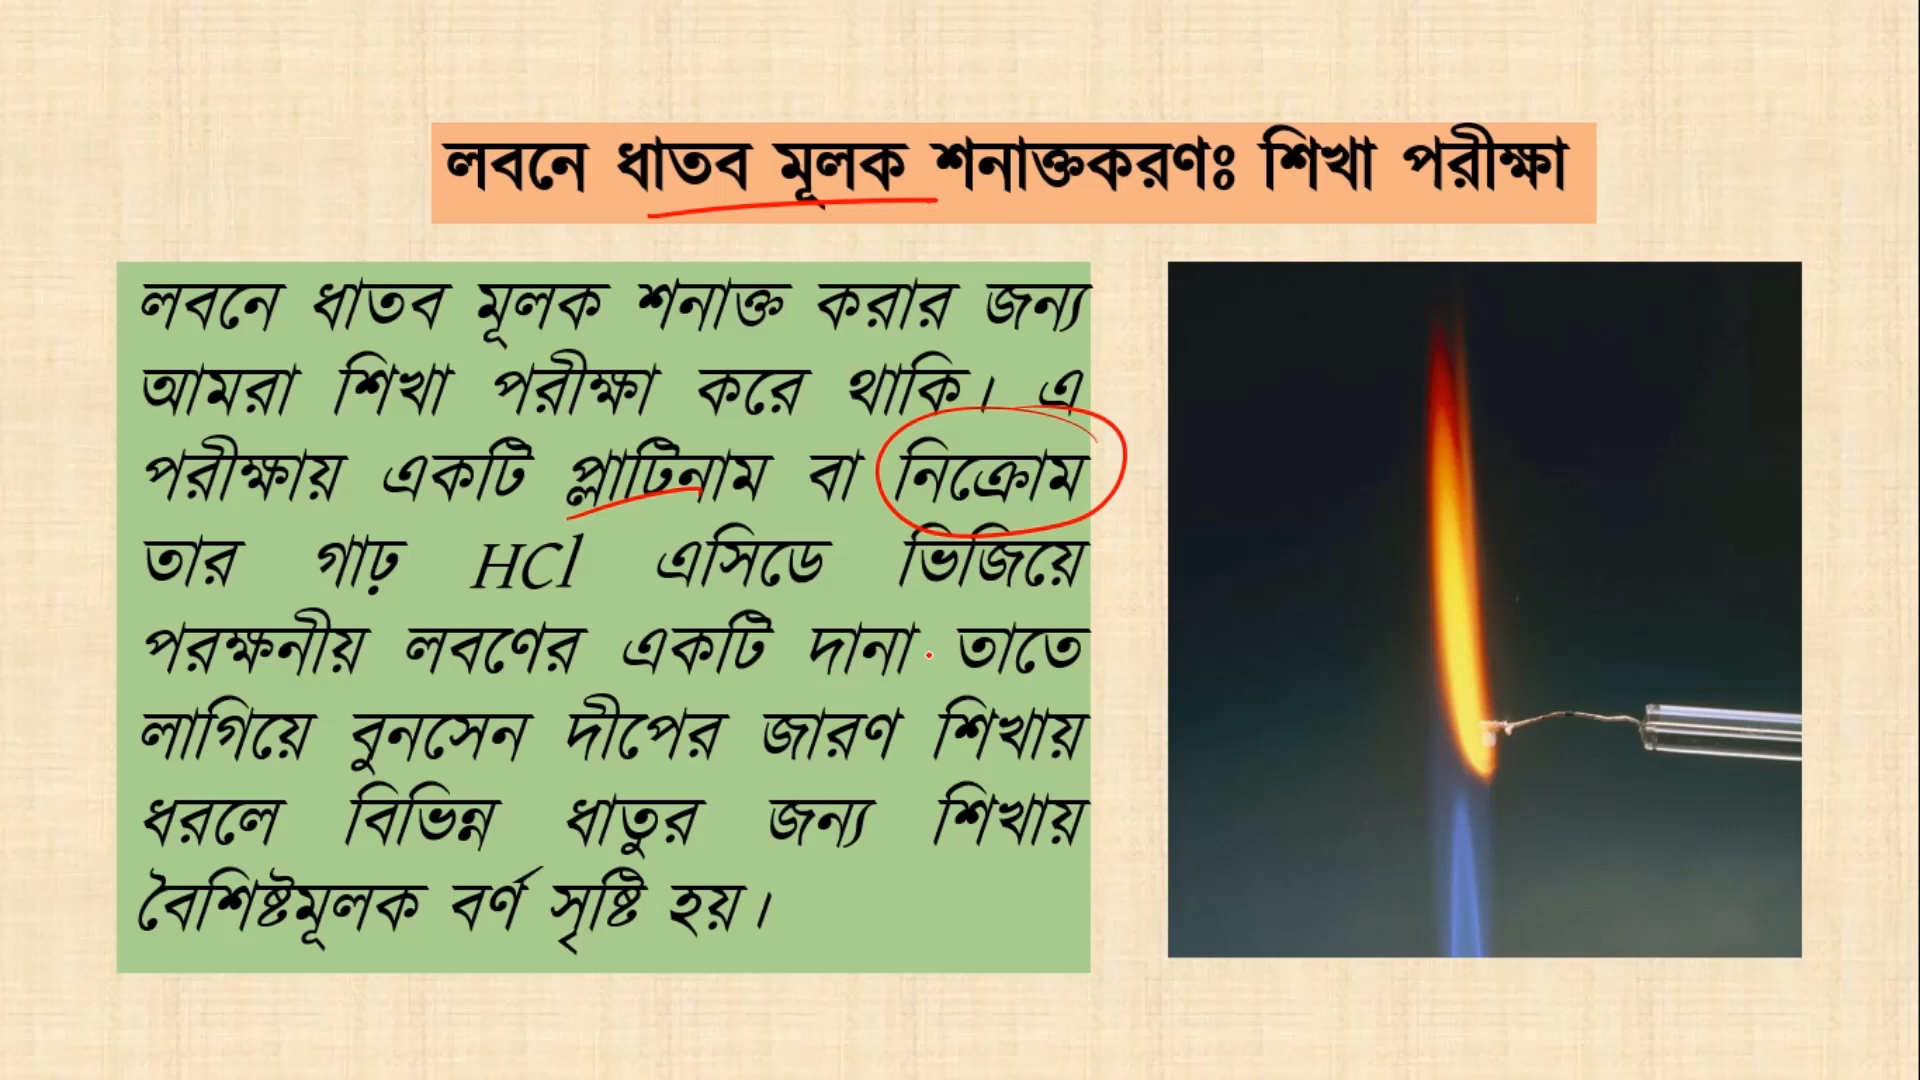 লবনে ধাতব মূলক শনাক্তকরণঃ শিখা পরীক্ষা
লবনে ধাতব মূলক শনাক্ত করার জন্য
আমরা শিখা পরীক্ষা করে থাকি। এ
পরীক্ষায় একটি প্লাটিনাম বা নিক্রোম
তার গাঢ় HCl এসিডে ভিজিয়ে
পরক্ষনীয় লবণের একটি দানা তাতে
লাগিয়ে বুনসেন দীপের জারণ শিখায়
ধরলে বিভিন্ন ধাতুর জন্য শিখায়
বৈশিষ্টমূলক বর্ণ সৃষ্টি হয়।